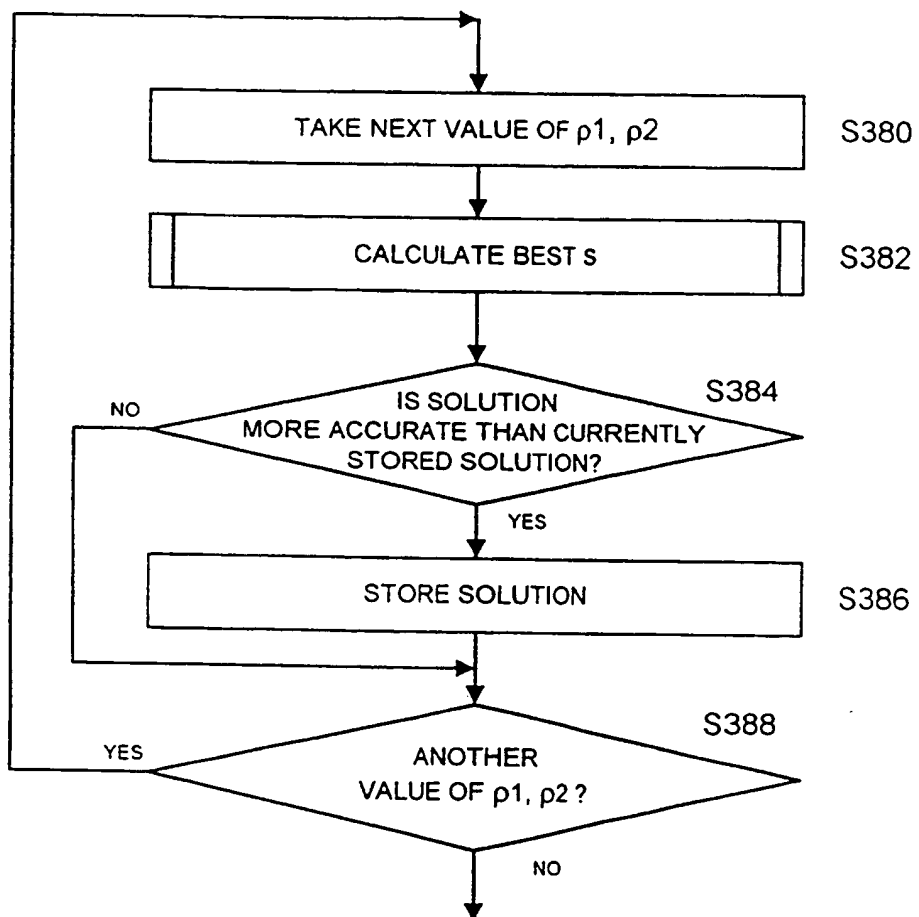 TAKE NEXT VALUE OF ρ1, ρ2
S380
CALCULATE BEST s
S382
S384
NO
IS SOLUTION
MORE ACCURATE THAN CURRENTLY
STORED SOLUTION?
YES
STORE SOLUTION
S386
S388
YES
ANOTHER
VALUE OF ρ1, ρ2 ?
NO